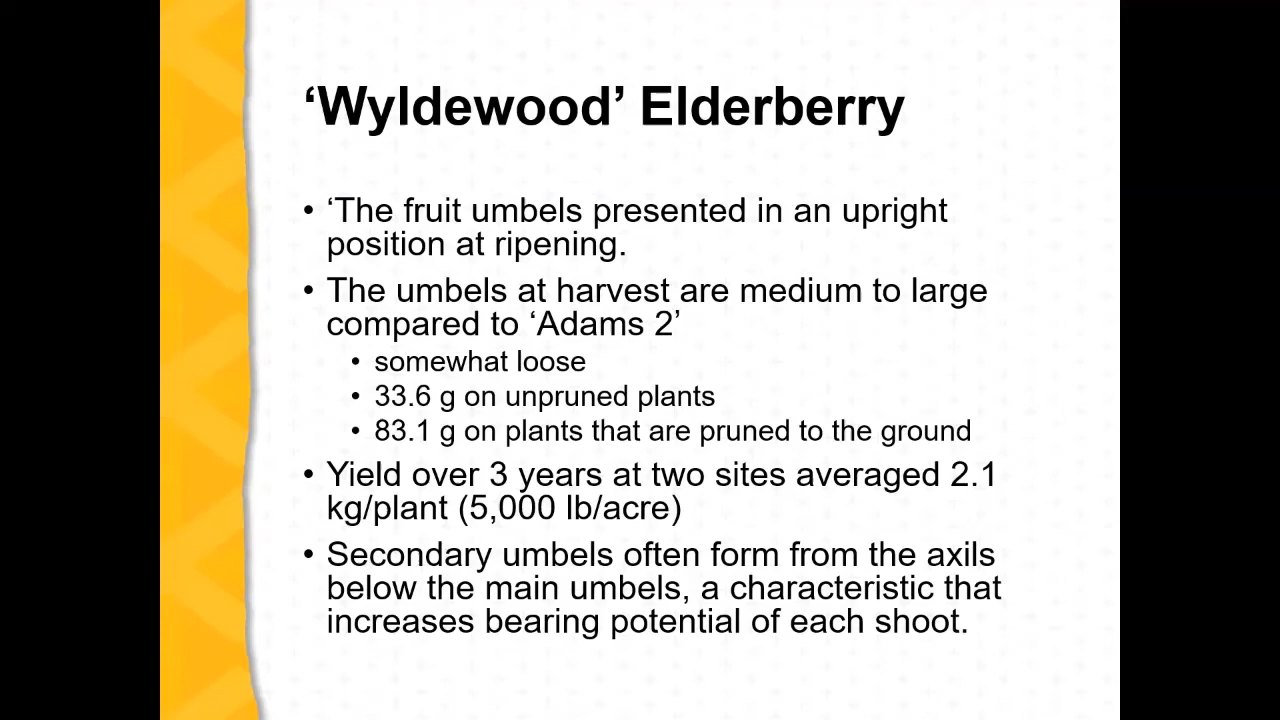 ‘Wyldewood’ Elderberry
• ‘The fruit umbels presented in an upright
position at ripening.
• The umbels at harvest are medium to large
compared to ‘Adams 2’
• somewhat loose
• 33.6 g on unpruned plants
• 83.1 g on plants that are pruned to the ground
• Yield over 3 years at two sites averaged 2.1
kg/plant (5,000 lb/acre)
• Secondary umbels often form from the axils
below the main umbels, a characteristic that
increases bearing potential of each shoot.